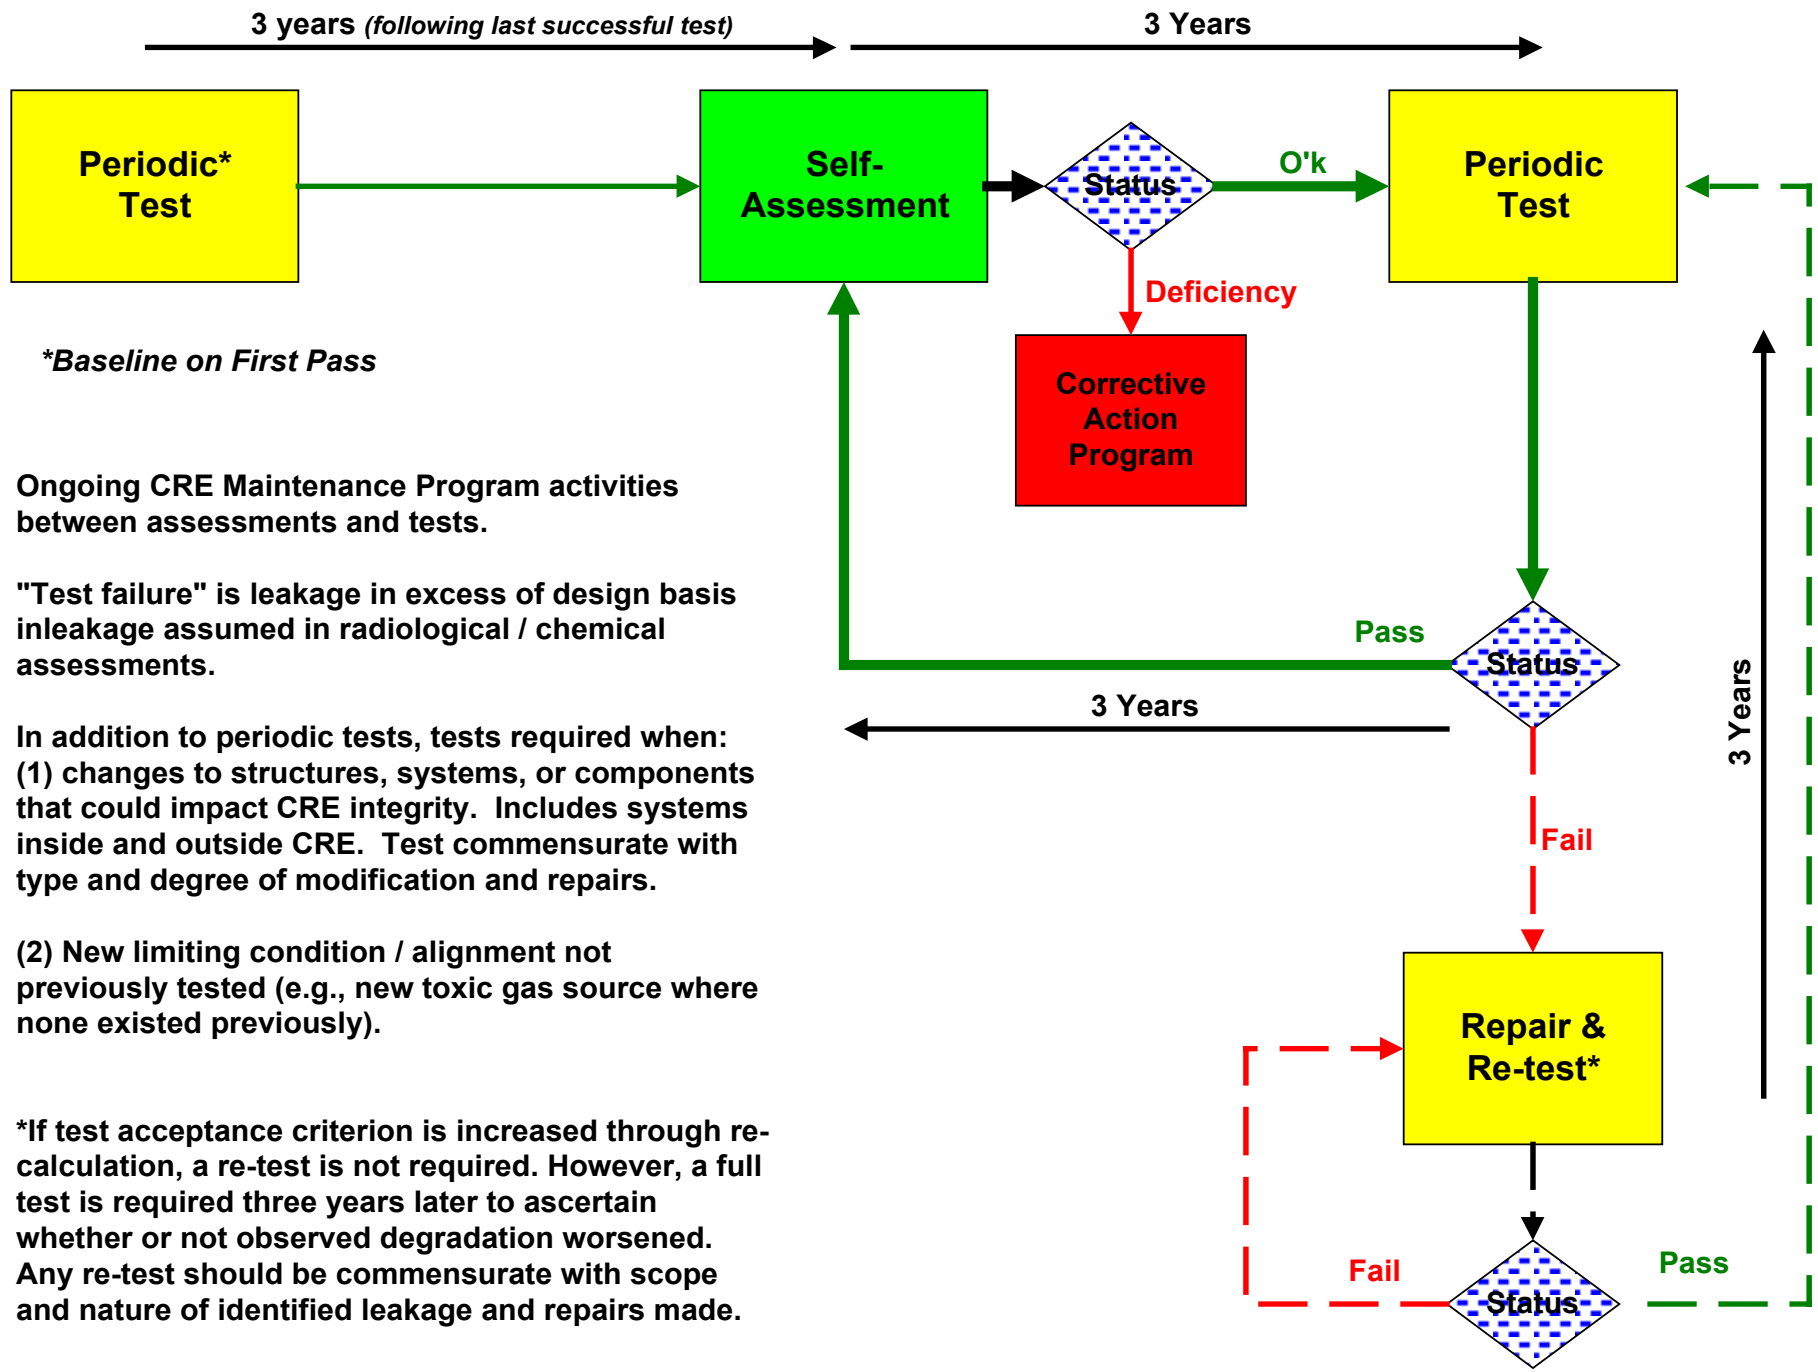 3 years (following last successful test)
3 Years
Periodic*
Test
Self-
Assessment
Status
O'k
Periodic
Test
Deficiency
Corrective
Action
Program
*Baseline on First Pass
Ongoing CRE Maintenance Program activities
between assessments and tests.
"Test failure" is leakage in excess of design basis
inleakage assumed in radiological / chemical
assessments.
In addition to periodic tests, tests required when:
(1) changes to structures, systems, or components
that could impact CRE integrity.  Includes systems
inside and outside CRE.  Test commensurate with
type and degree of modification and repairs.
(2) New limiting condition / alignment not
previously tested (e.g., new toxic gas source where
none existed previously).
*If test acceptance criterion is increased through re-
calculation, a re-test is not required. However, a full
test is required three years later to ascertain
whether or not observed degradation worsened.
Any re-test should be commensurate with scope
and nature of identified leakage and repairs made.
Pass
Status
3 Years
3 Years
Fail
Repair &
Re-test*
Fail
Status
Pass